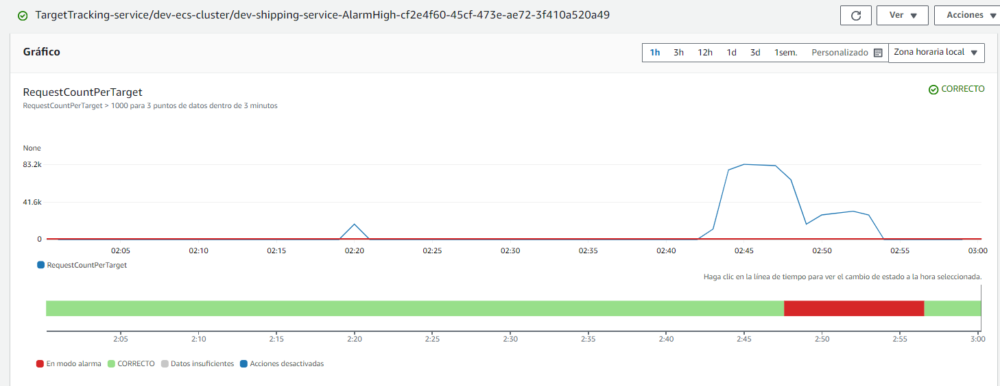 TargetTracking-service/dev-ecs-cluster/dev-shipping-service-AlarmHigh-cf2e4f60-45cf-473e-ae72-3f410a520a49
Ver
Acciones
Gráfico
1h 3h 12h 1d 3d 1sem. Personalizado Zona horaria local
RequestCountPerTarget
CORRECTO
RequestCountPerTarget > 1000 para 3 puntos de datos dentro de 3 minutos
None
83.2k
41.6k
0
02:05 02:10 02:15 02:20 02:25 02:30 02:35 02:40 02:45 02:50 02:55 03:00
RequestCountPerTarget
Haga clic en la línea de tiempo para ver el cambio de estado a la hora seleccionada.
2:05 2:10 2:15 2:20 2:25 2:30 2:35 2:40 2:45 2:50 2:55 3:00
En modo alarma CORRECTO Datos insuficientes Acciones desactivadas